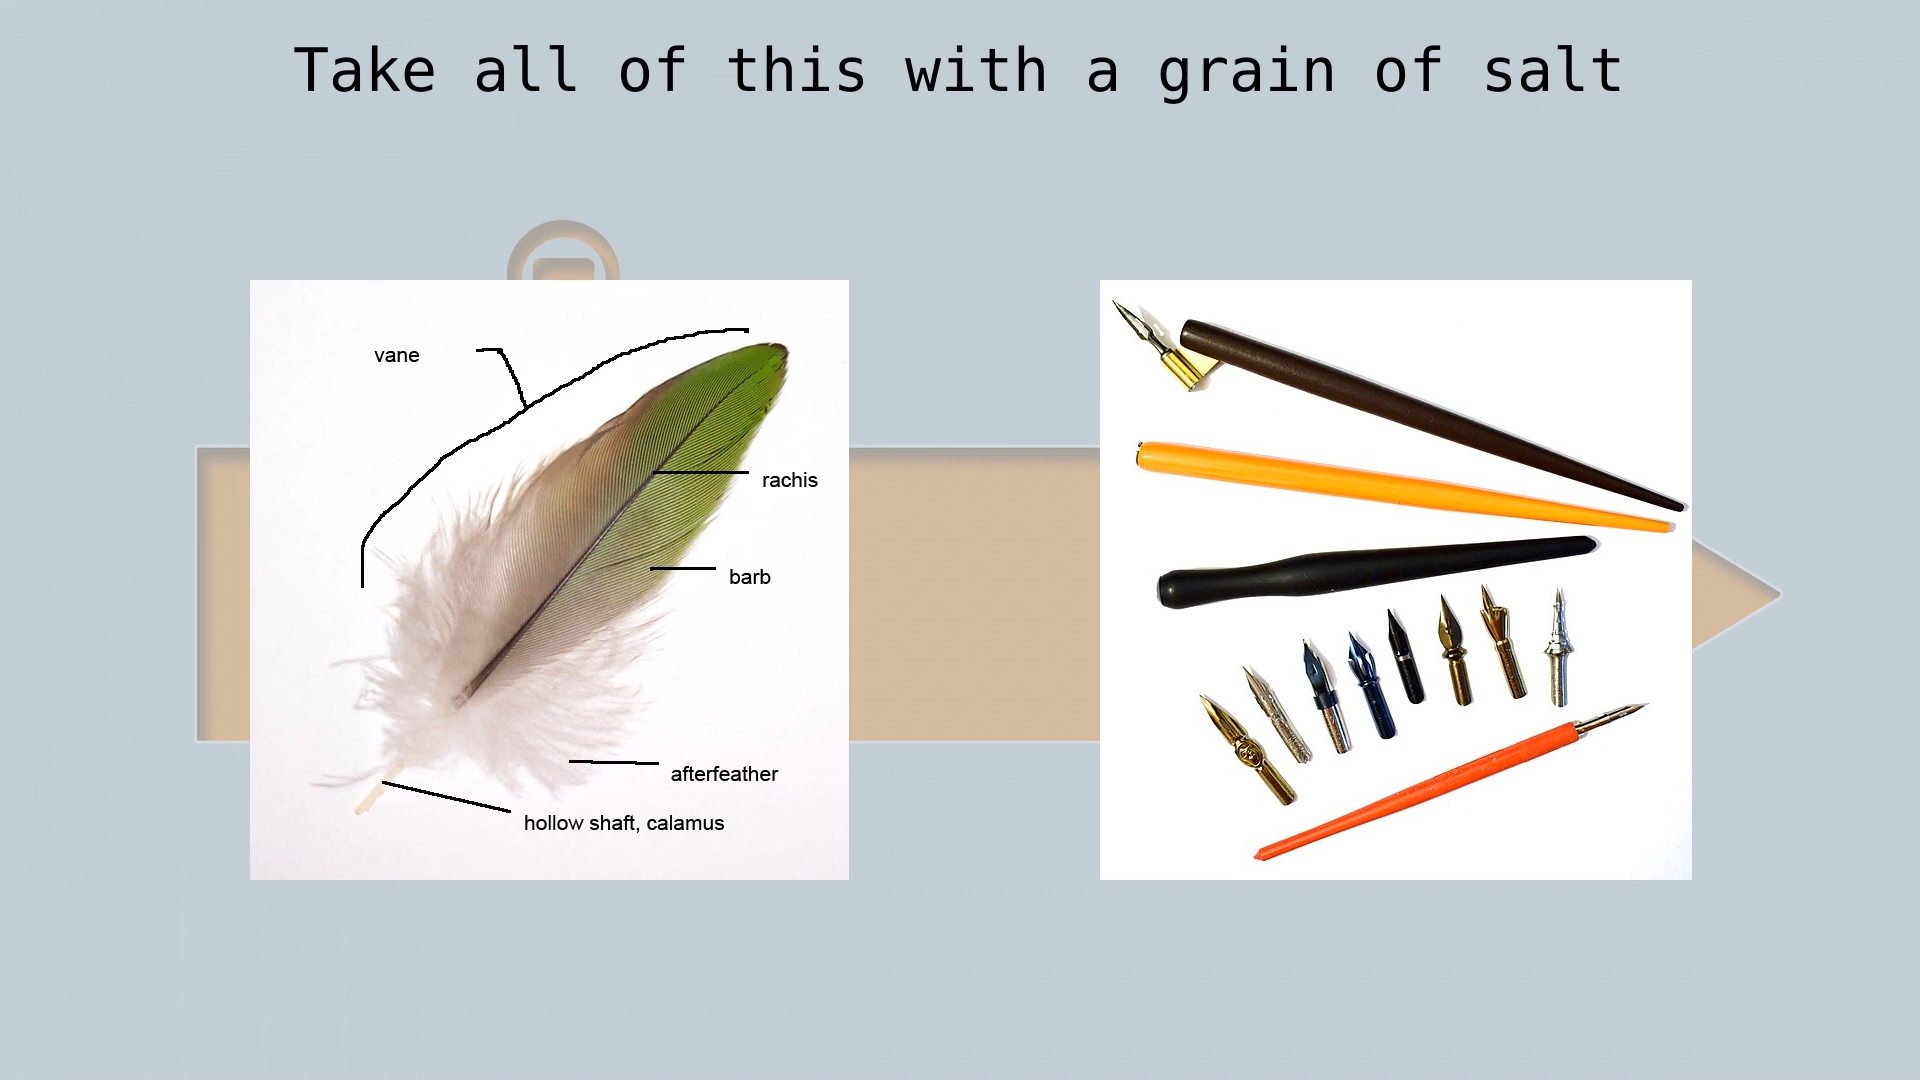 Take all of this with a grain of salt
vane
rachis
barb
afterfeather
hollow shaft, calamus